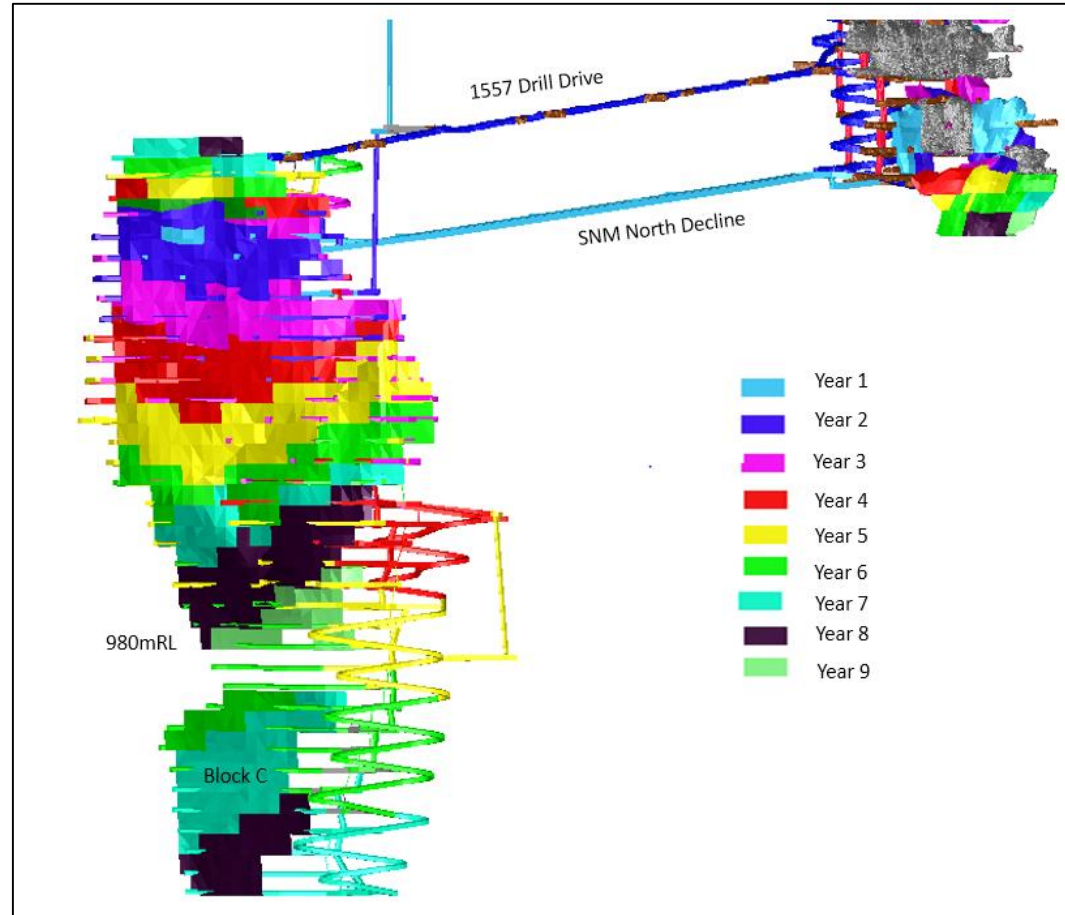 1557 Drill Drive
SNM North Decline
Year 1
Year 2
Year 3
Year 4
Year 5
Year 6
Year 7
Year 8
Year 9
980mRL
Block C